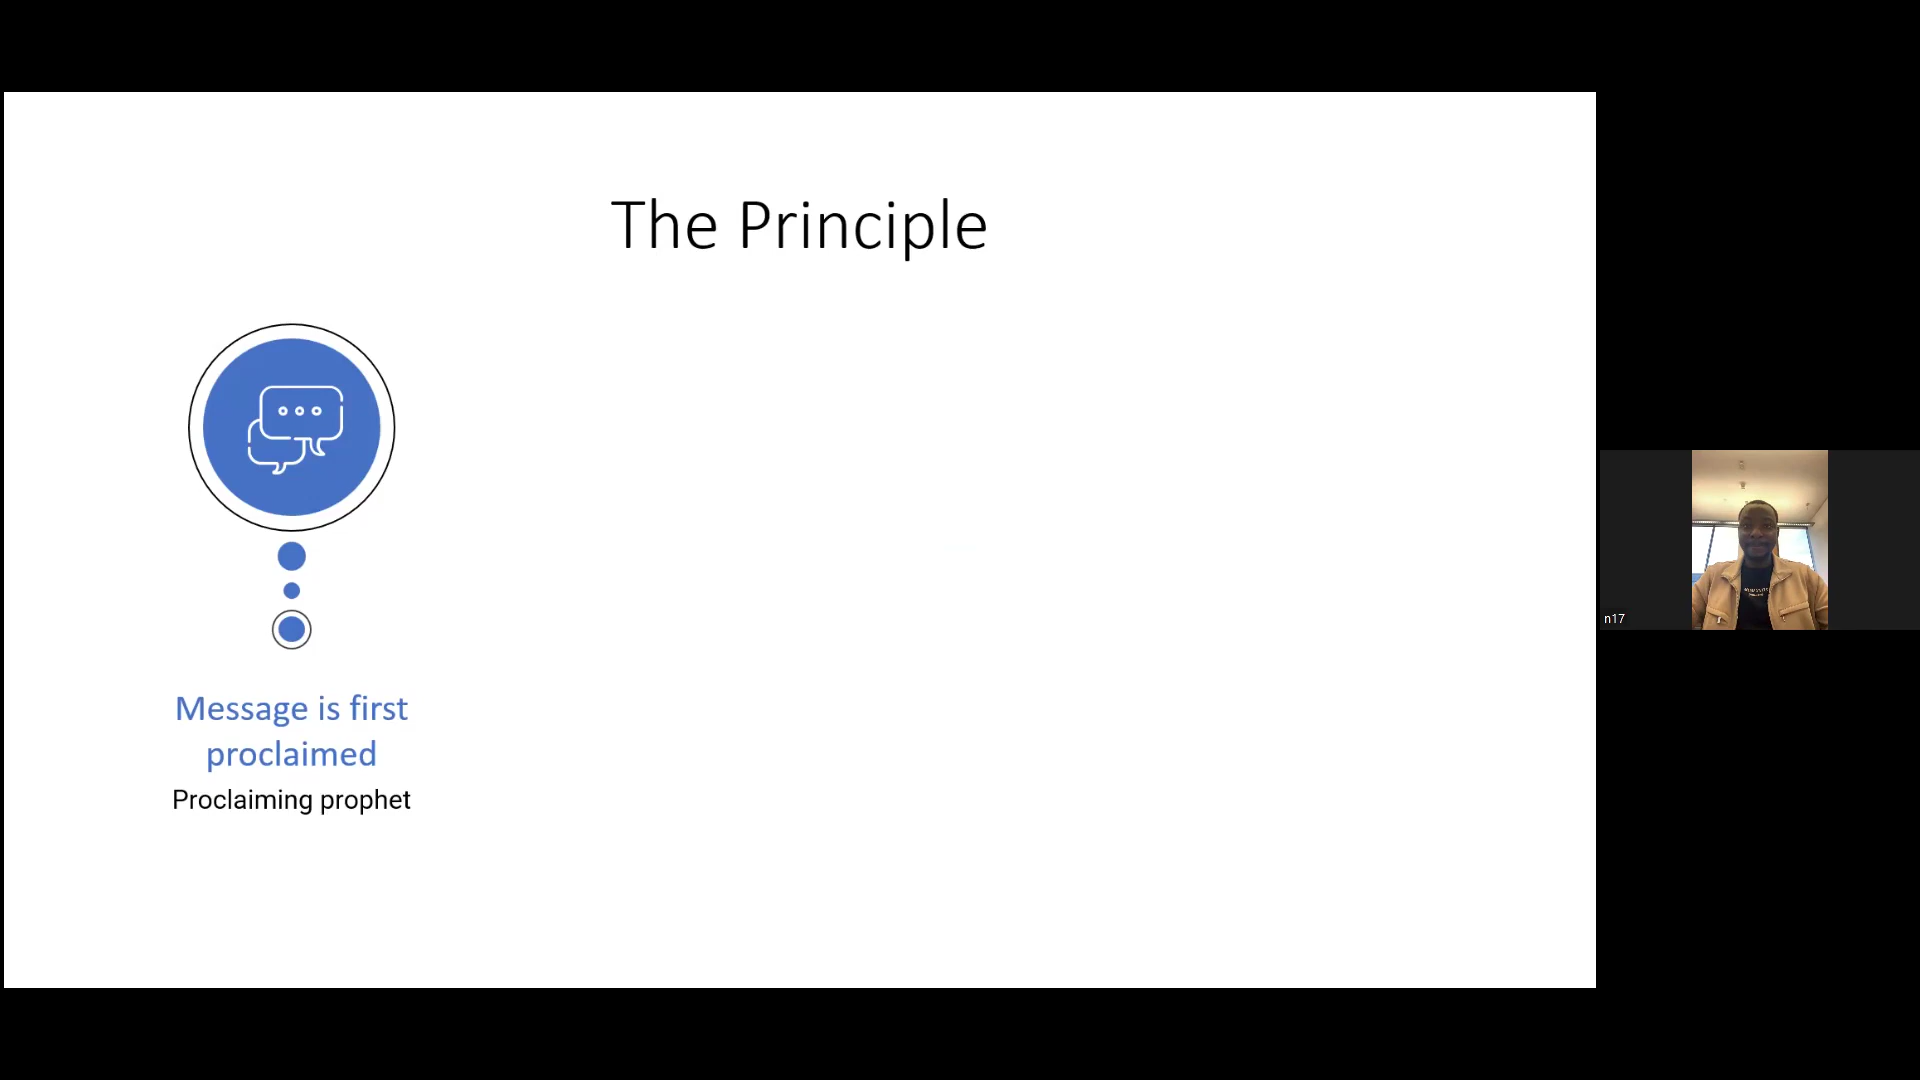 The Principle
Message is first
proclaimed
Proclaiming prophet
n17